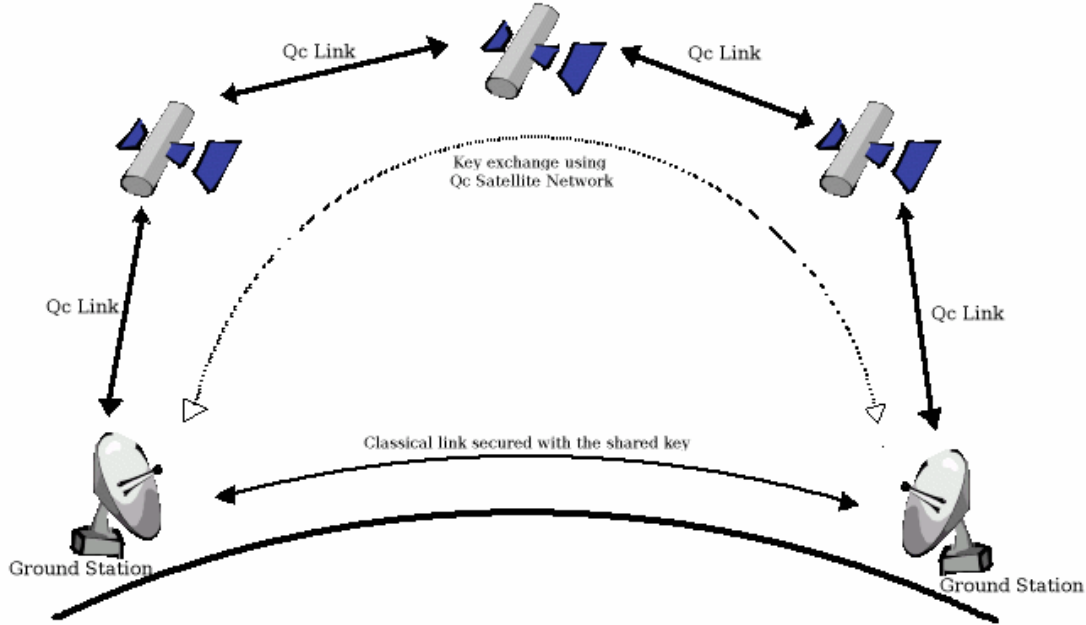 Qc Link
Qc Link
Key exchange using
Qc Satellite Network
Qc Link
Qc Link
Classical link secured with the shared key
Ground Station
Ground Station